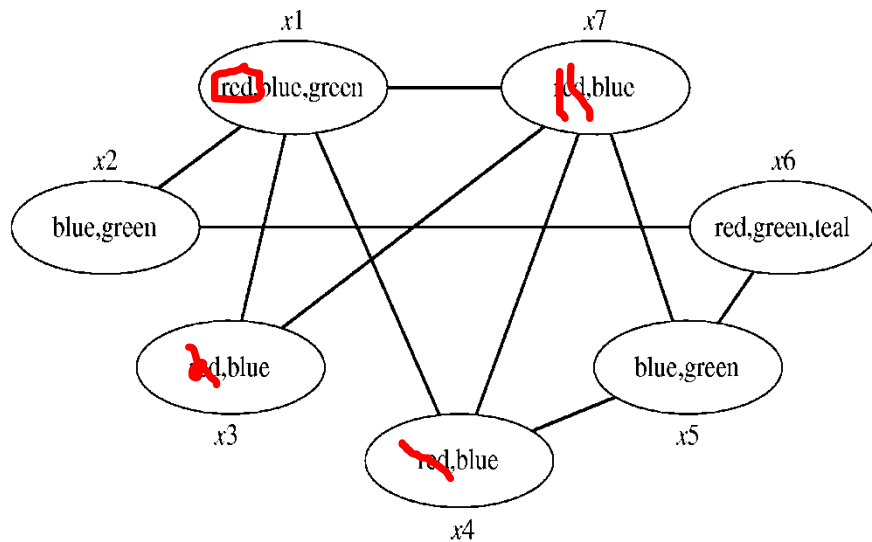 x1
x7
red,blue,green
red,blue
x2
x6
blue,green
red,green,teal
red,blue
blue,green
x3
x5
red,blue
x4